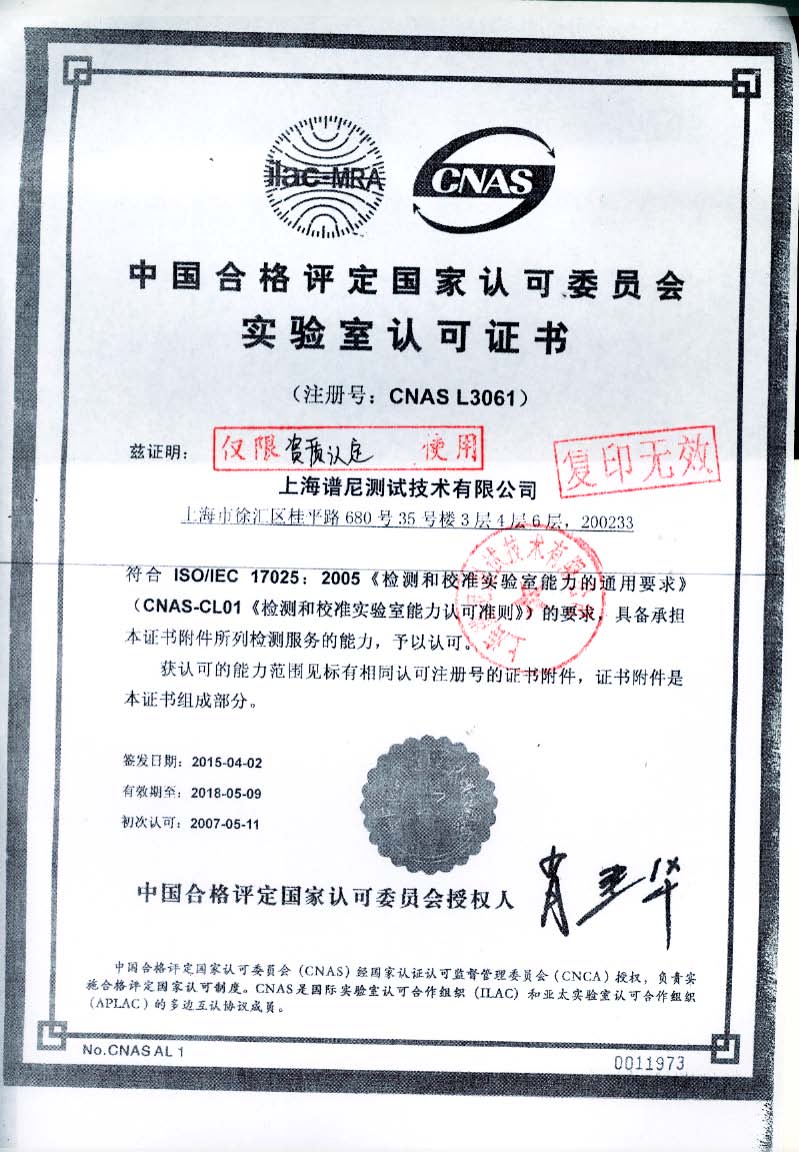 ilac-MRA
CNAS
中国合格评定国家认可委员会
实验室认可证书
（注册号：CNAS L3061）
兹证明：
仅限资质认定 使用
复印无效
上海谱尼测试技术有限公司
上海市徐汇区桂平路 680 号 35 号楼 3 层 4 层 6 层，200233
符合 ISO/IEC 17025：2005《检测和校准实验室能力的通用要求》
（CNAS-CL01《检测和校准实验室能力认可准则》）的要求，具备承担
本证书附件所列检测服务的能力，予以认可。
获认可的能力范围见标有相同认可注册号的证书附件，证书附件是
本证书组成部分。
签发日期：2015-04-02
有效期至：2018-05-09
初次认可：2007-05-11
中国合格评定国家认可委员会授权人
中国合格评定国家认可委员会（CNAS）经国家认证认可监督管理委员会（CNCA）授权，负责实
施合格评定国家认可制度。CNAS是国际实验室认可合作组织（ILAC）和亚太实验室认可合作组织
（APLAC）的多边互认协议成员。
No.CNAS AL 1
0011973